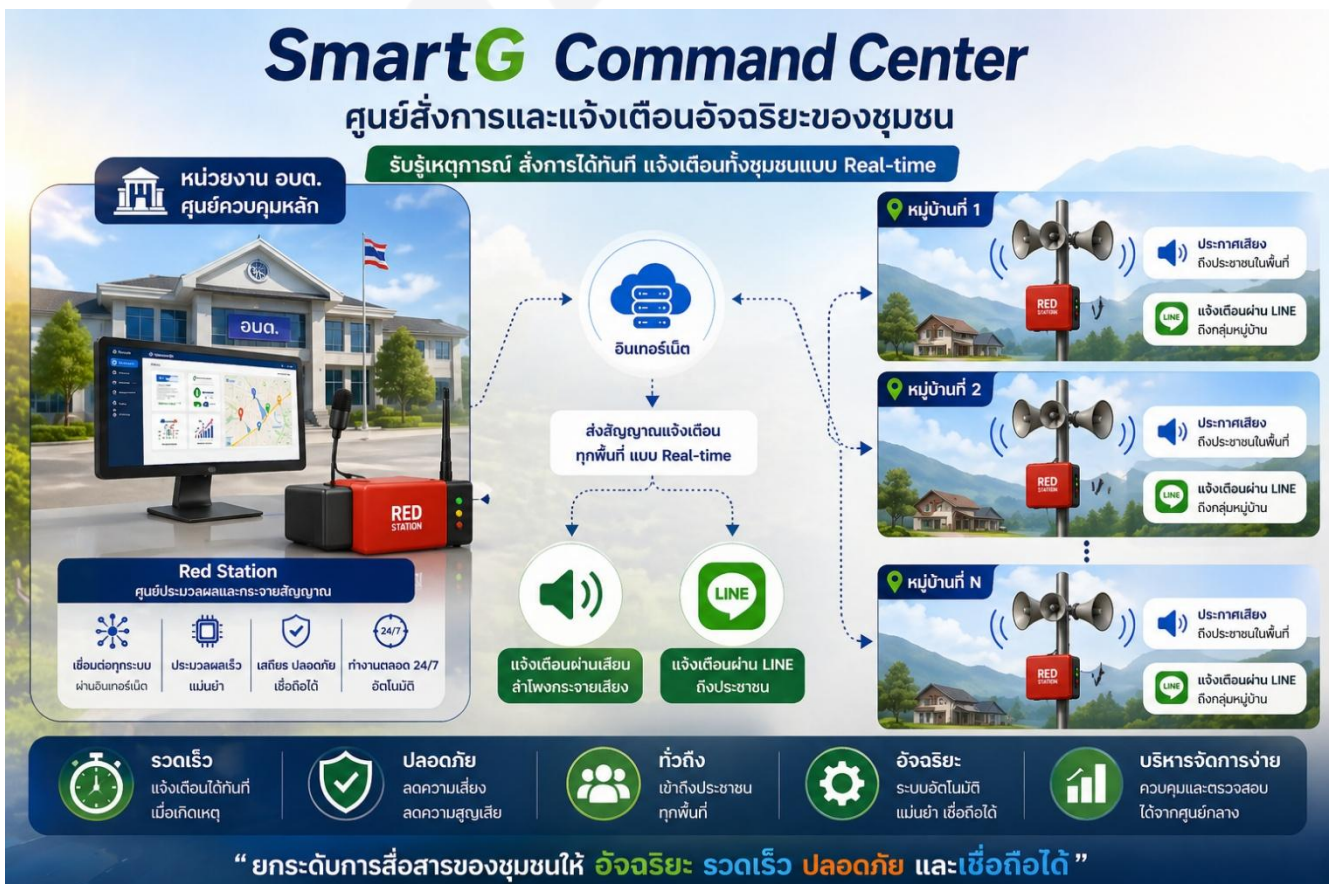 SmartG Command Center
ศูนย์สั่งการและแจ้งเตือนอัจฉริยะของชุมชน
รับรู้เหตุการณ์ สั่งการได้ทันที แจ้งเตือนทั้งชุมชนแบบ Real-time
หน่วยงาน อบต.
ศูนย์ควบคุมหลัก
อบต.
RED
STATION
Red Station
ศูนย์ประมวลผลและกระจายสัญญาณ
เชื่อมต่อทุกระบบ
ผ่านอินเทอร์เน็ต
ประมวลผลเร็ว
แม่นยำ
เสถียร ปลอดภัย
เชื่อถือได้
24/7
ทำงานตลอด 24/7
อัตโนมัติ
อินเทอร์เน็ต
ส่งสัญญาณแจ้งเตือน
ทุกพื้นที่ แบบ Real-time
แจ้งเตือนผ่านเสียน
ลำโพงกระจายเสียง
LINE
แจ้งเตือนผ่าน LINE
ถึงประชาชน
หมู่บ้านที่ 1
RED
STATION
ประกาศเสียง
ถึงประชาชนในพื้นที่
LINE
แจ้งเตือนผ่าน LINE
ถึงกลุ่มหมู่บ้าน
หมู่บ้านที่ 2
RED
STATION
ประกาศเสียง
ถึงประชาชนในพื้นที่
LINE
แจ้งเตือนผ่าน LINE
ถึงกลุ่มหมู่บ้าน
หมู่บ้านที่ N
RED
STATION
ประกาศเสียง
ถึงประชาชนในพื้นที่
LINE
แจ้งเตือนผ่าน LINE
ถึงกลุ่มหมู่บ้าน
รวดเร็ว
แจ้งเตือนได้ทันที
เมื่อเกิดเหตุ
ปลอดภัย
ลดความเสี่ยง
ลดความสูญเสีย
ทั่วถึง
เข้าถึงประชาชน
ทุกพื้นที่
อัจฉริยะ
ระบบอัตโนมัติ
แม่นยำ เชื่อถือได้
บริหารจัดการง่าย
ควบคุมและตรวจสอบ
ได้จากศูนย์กลาง
“ ยกระดับการสื่อสารของชุมชนให้ อัจฉริยะ รวดเร็ว ปลอดภัย และเชื่อถือได้ ”